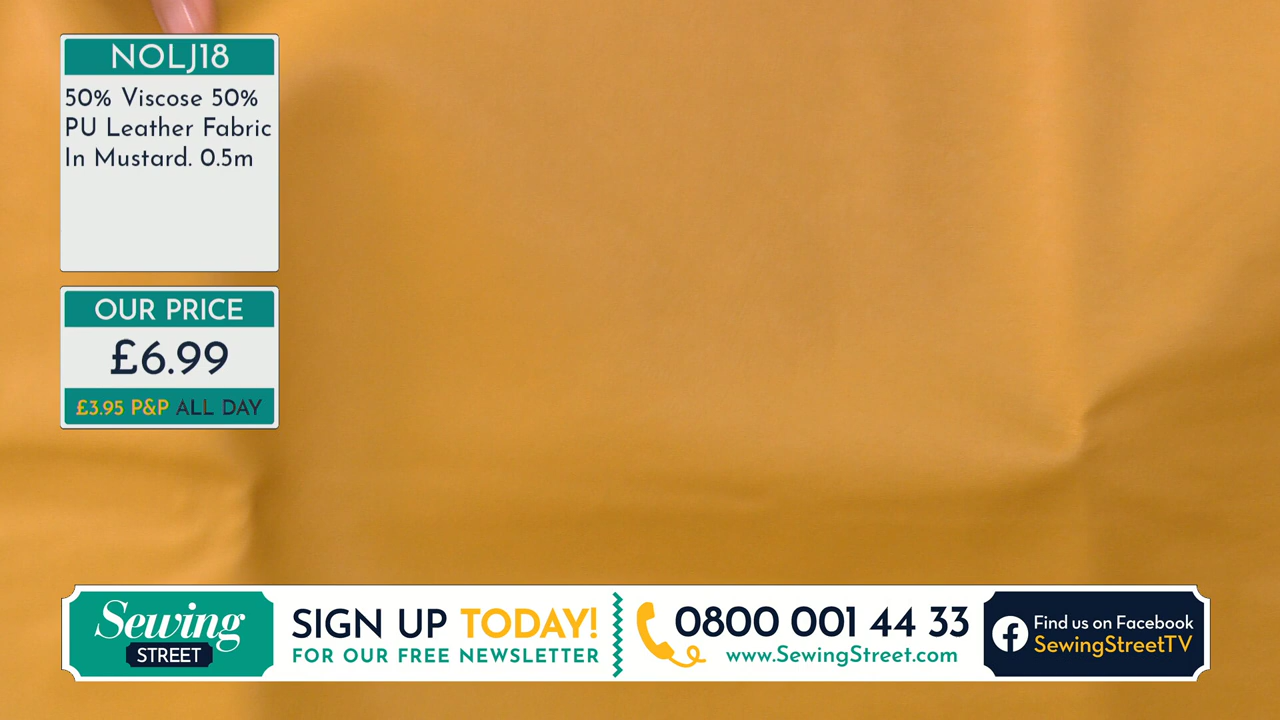 NOLJ18
50% Viscose 50%
PU Leather Fabric
In Mustard. 0.5m
OUR PRICE
£6.99
£3.95 P&P ALL DAY
Sewing
STREET
SIGN UP TODAY!
FOR OUR FREE NEWSLETTER
0800 001 44 33
www.SewingStreet.com
Find us on Facebook
SewingStreetTV